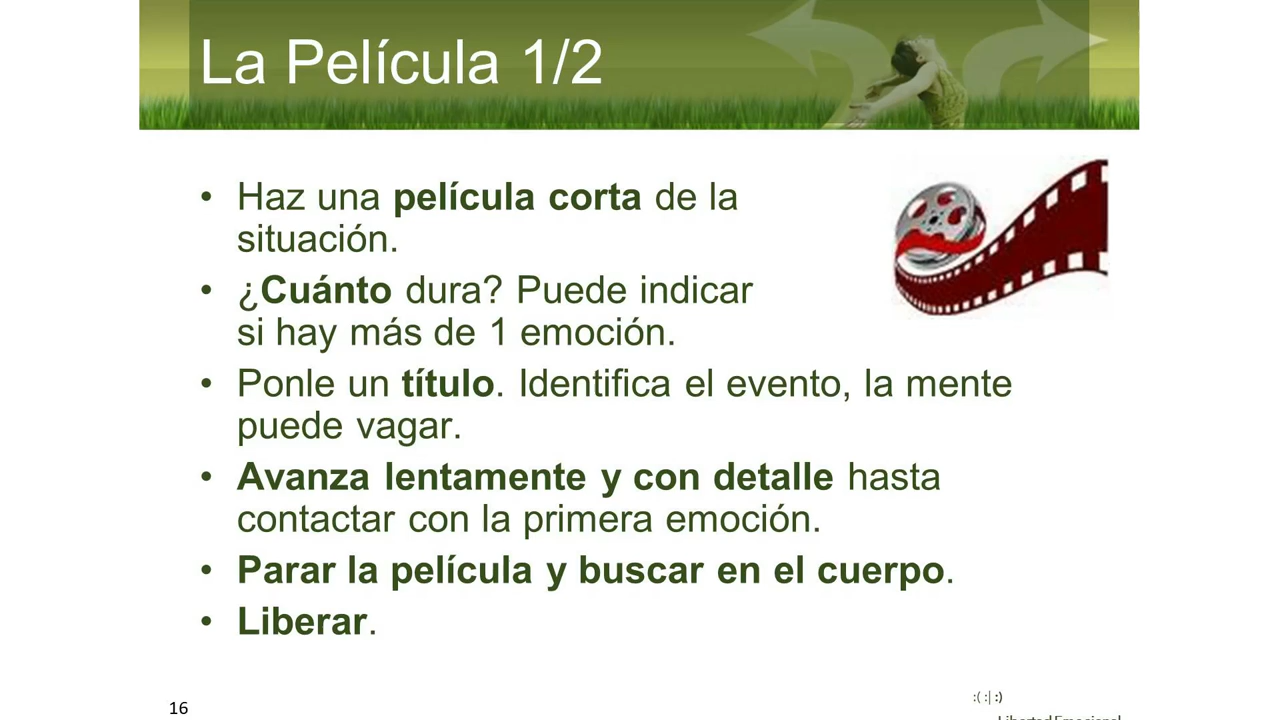 La Película 1/2
• Haz una película corta de la
situación.
• ¿Cuánto dura? Puede indicar
si hay más de 1 emoción.
• Ponle un título. Identifica el evento, la mente
puede vagar.
• Avanza lentamente y con detalle hasta
contactar con la primera emoción.
• Parar la película y buscar en el cuerpo.
• Liberar.
:( :| :)
16
Libertad Emocional